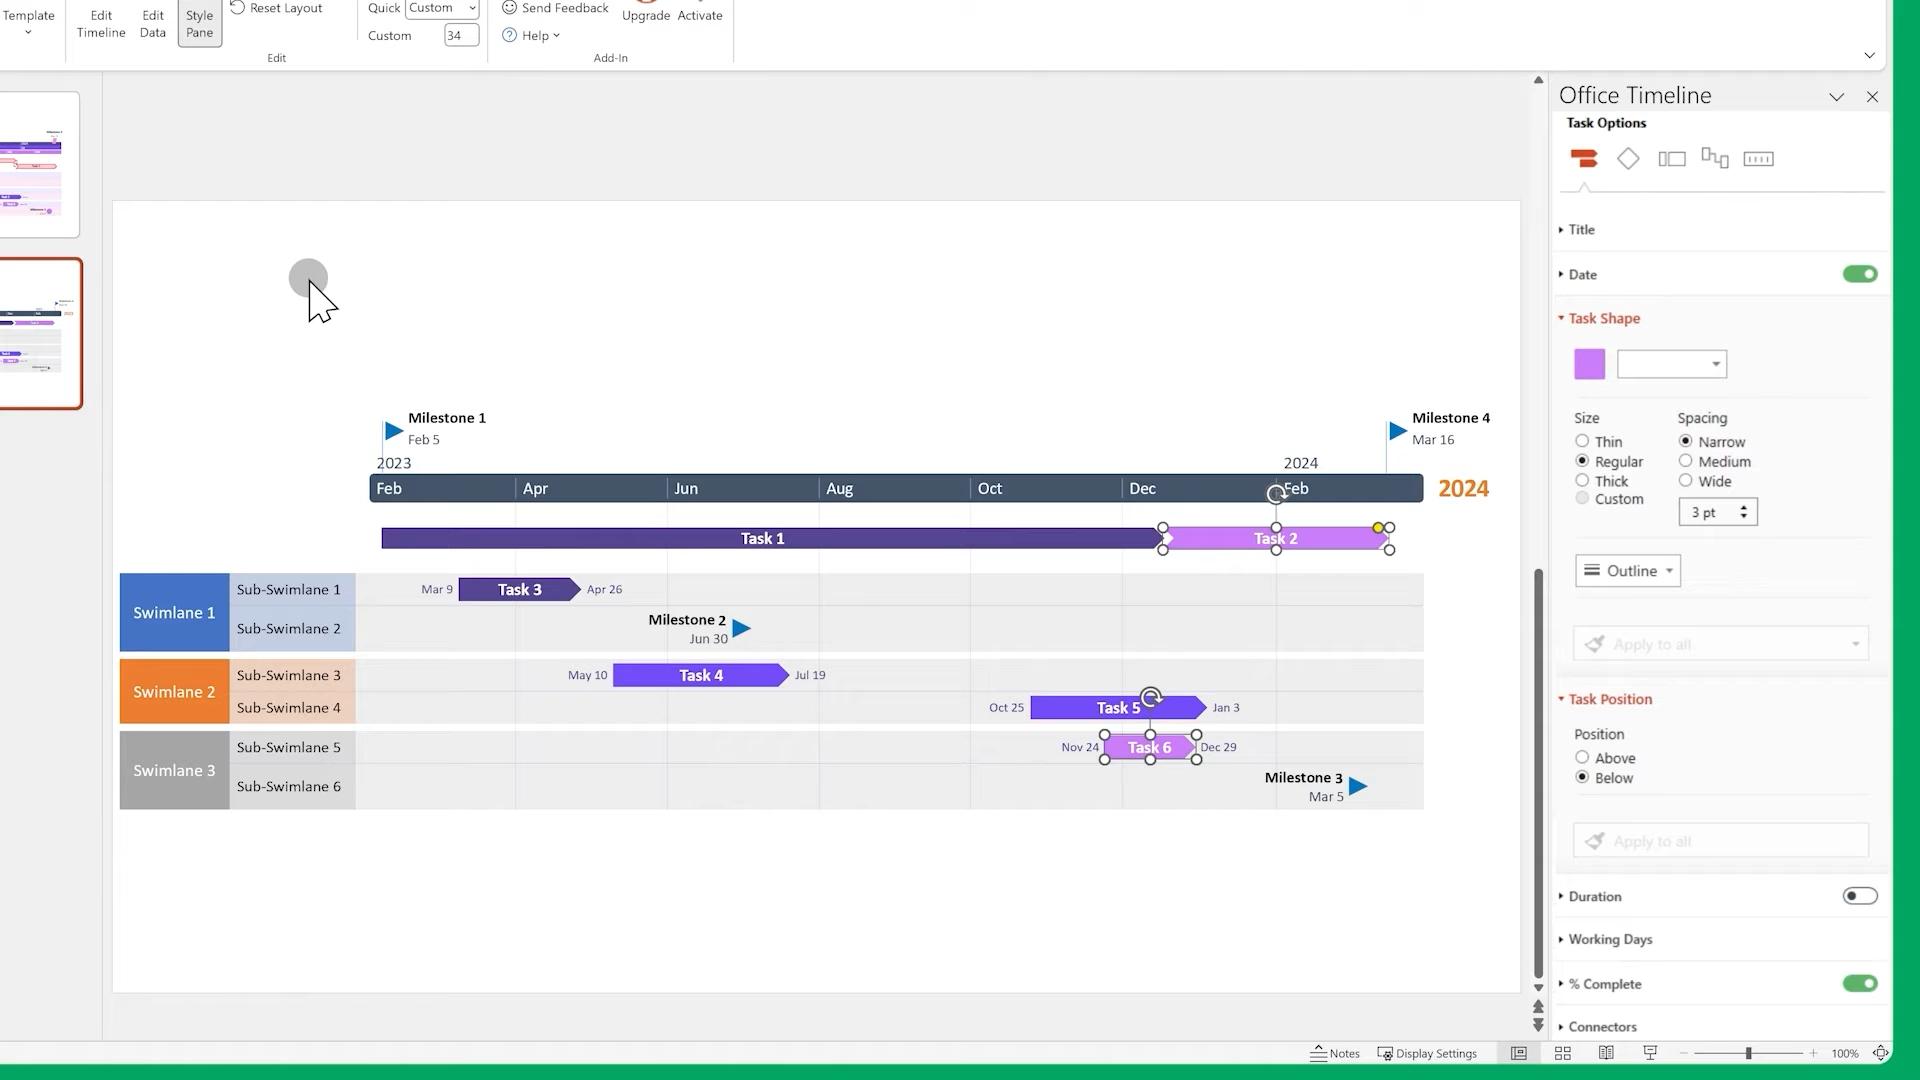 Template
Edit
Timeline
Edit
Data
Style
Pane
Reset Layout
Edit
Quick
Custom
Custom
34
Send Feedback
Help
Upgrade
Activate
Add-In
Office Timeline
Task Options
Title
Date
Task Shape
Size
Thin
Regular
Thick
Custom
Spacing
Narrow
Medium
Wide
3 pt
Outline
Apply to all
Task Position
Position
Above
Below
Apply to all
Duration
Working Days
% Complete
Connectors
Milestone 1
Feb 5
Milestone 4
Mar 16
2023
2024
Feb
Apr
Jun
Aug
Oct
Dec
Feb
2024
Task 1
Task 2
Swimlane 1
Sub-Swimlane 1
Mar 9
Task 3
Apr 26
Sub-Swimlane 2
Milestone 2
Jun 30
Swimlane 2
Sub-Swimlane 3
May 10
Task 4
Jul 19
Sub-Swimlane 4
Oct 25
Task 5
Jan 3
Swimlane 3
Sub-Swimlane 5
Nov 24
Task 6
Dec 29
Sub-Swimlane 6
Milestone 3
Mar 5
Notes
Display Settings
100%